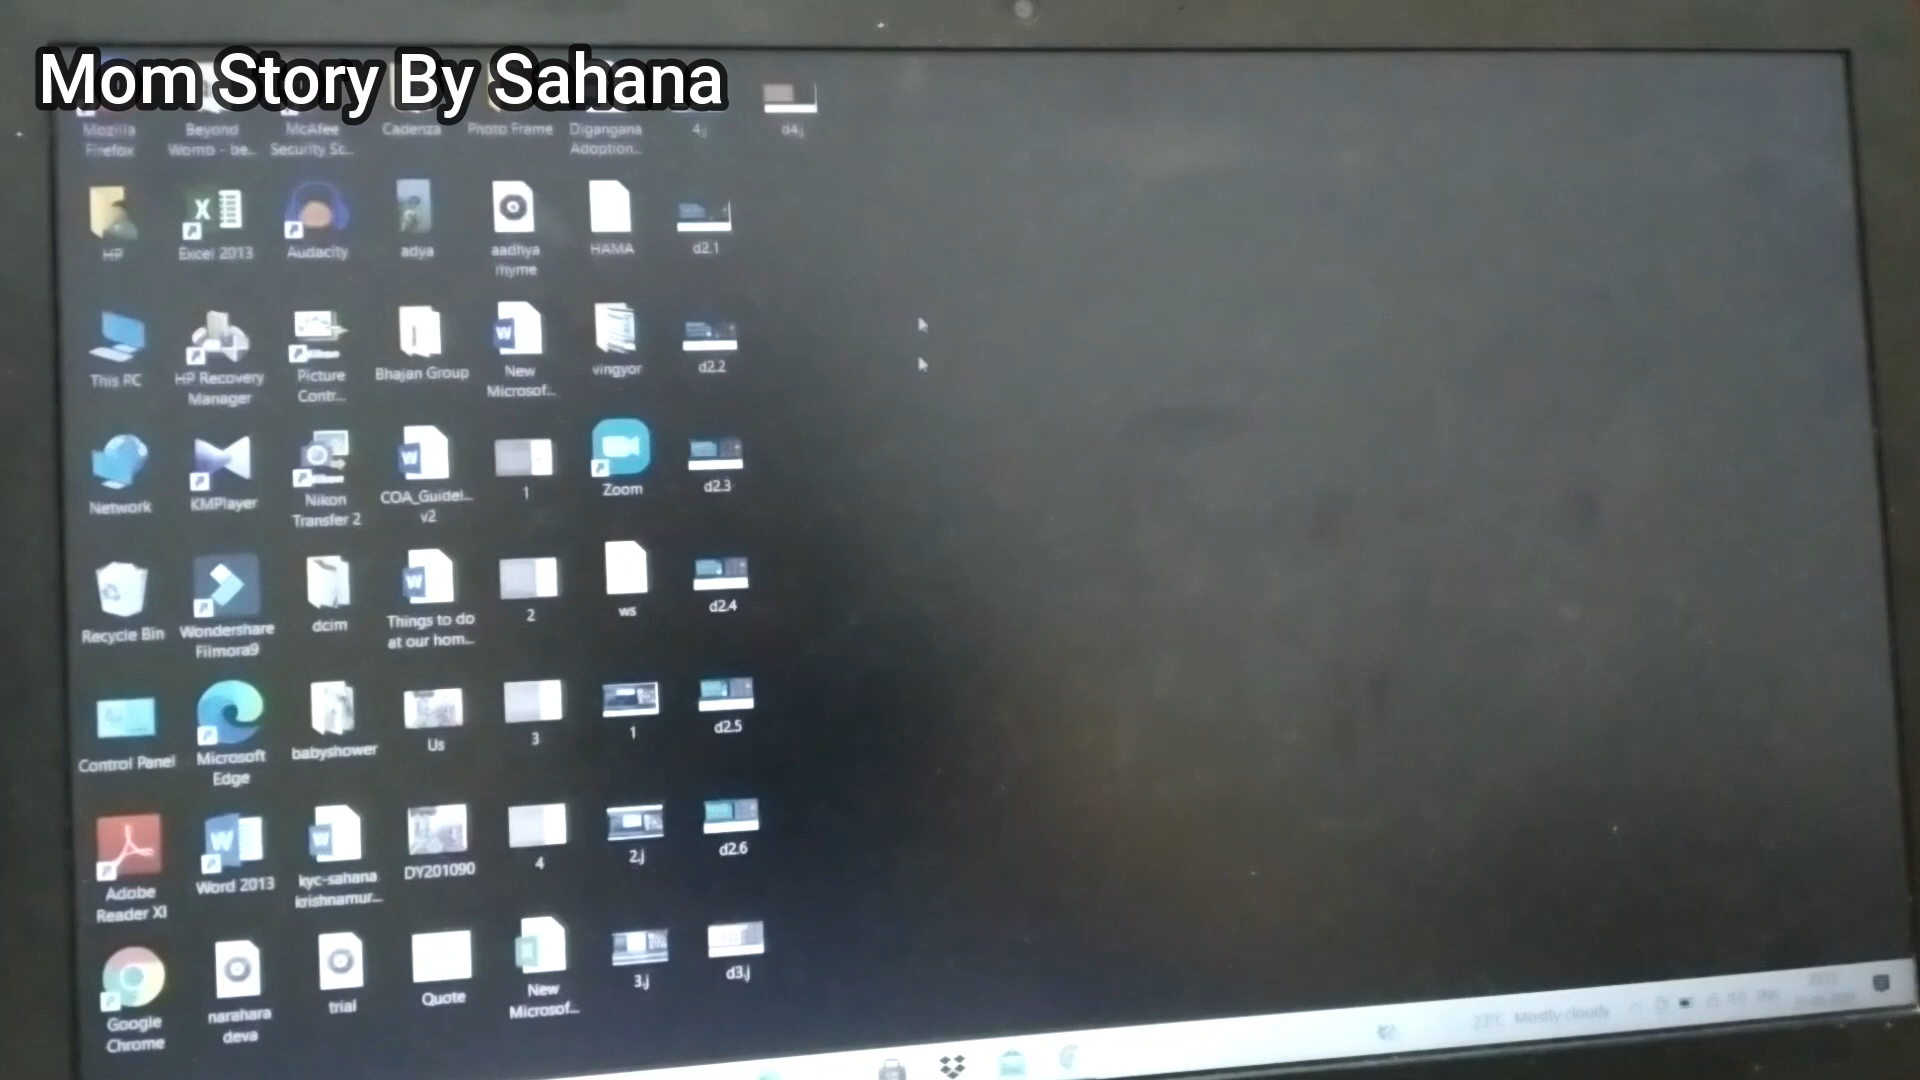 Mom Story By Sahana
Mozilla
Firefox
Beyond
Womb - be...
McAfee
Security Sc...
Cadenza
Photo Frame
Digangana
Adoption...
4.j
d4.j
HP
Excel 2013
Audacity
adya
aadhya
rhyme
HAMA
d2.1
This PC
HP Recovery
Manager
Picture
Contr...
Bhajan Group
New
Microsof...
vingyor
d2.2
Network
KMPlayer
Nikon
Transfer 2
COA_Guidel...
v2
1
Zoom
d2.3
Recycle Bin
Wondershare
Filmora9
dcim
Things to do
at our hom...
2
ws
d2.4
Control Panel
Microsoft
Edge
babyshower
Us
3
1
d2.5
Adobe
Reader XI
Word 2013
kyc-sahana
krishnamur...
DY201090
4
2.j
d2.6
Google
Chrome
narahara
deva
trial
Quote
New
Microsof...
3.j
d3.j
23°C Mostly cloudy
ENG